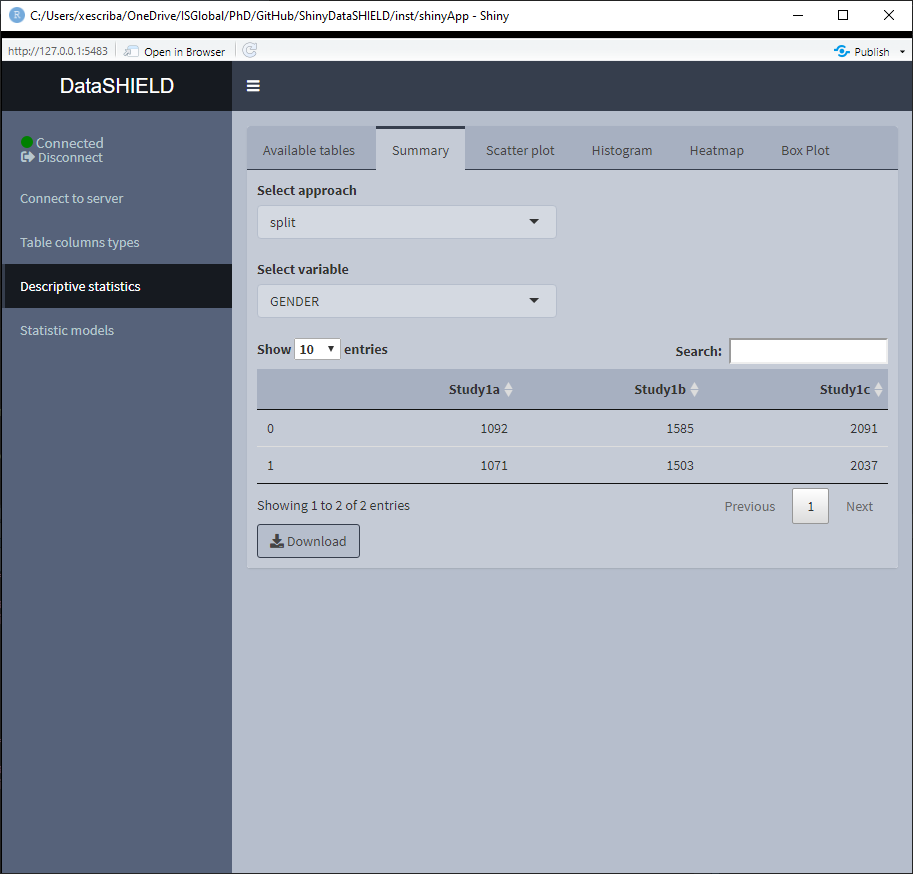 R C:/Users/xescriba/OneDrive/ISGlobal/PhD/GitHub/ShinyDataSHIELD/inst/shinyApp - Shiny
http://127.0.0.1:5483 Open in Browser Publish
DataSHIELD
Connected
Disconnect
Connect to server
Table columns types
Descriptive statistics
Statistic models
Available tables Summary Scatter plot Histogram Heatmap Box Plot
Select approach
split
Select variable
GENDER
Show 10 entries Search:
Study1a Study1b Study1c
0 1092 1585 2091
1 1071 1503 2037
Showing 1 to 2 of 2 entries Previous 1 Next
Download